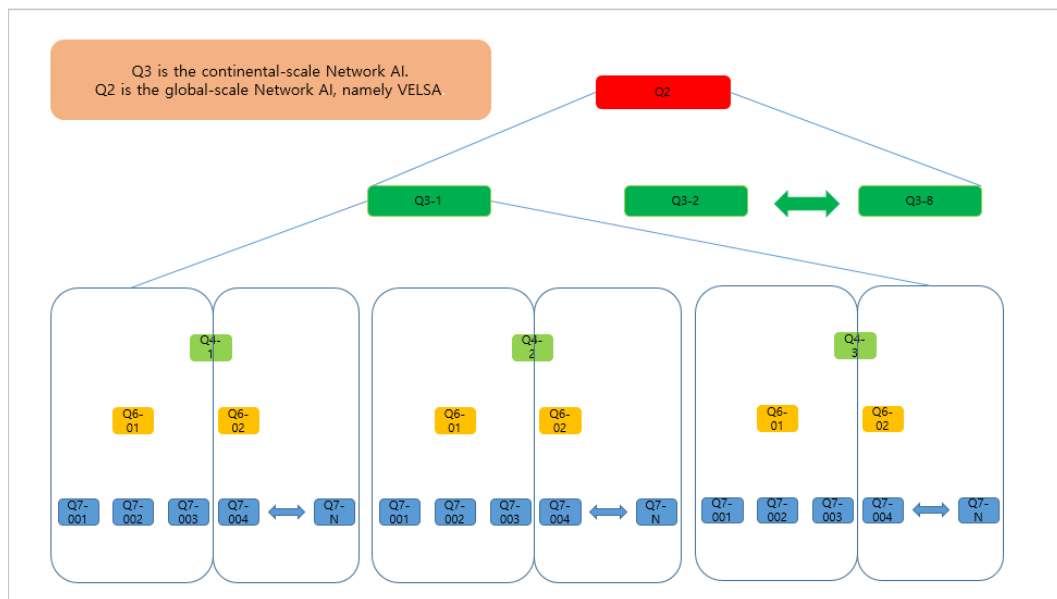 Q3 is the continental-scale Network AI.
Q2 is the global-scale Network AI, namely VELSA.
Q2
Q3-1
Q3-2
Q3-8
Q4-
1
Q4-
2
Q4-
3
Q6-
01
Q6-
02
Q6-
01
Q6-
02
Q6-
01
Q6-
02
Q7-
001
Q7-
002
Q7-
003
Q7-
004
Q7-
N
Q7-
001
Q7-
002
Q7-
003
Q7-
004
Q7-
N
Q7-
001
Q7-
002
Q7-
003
Q7-
004
Q7-
N